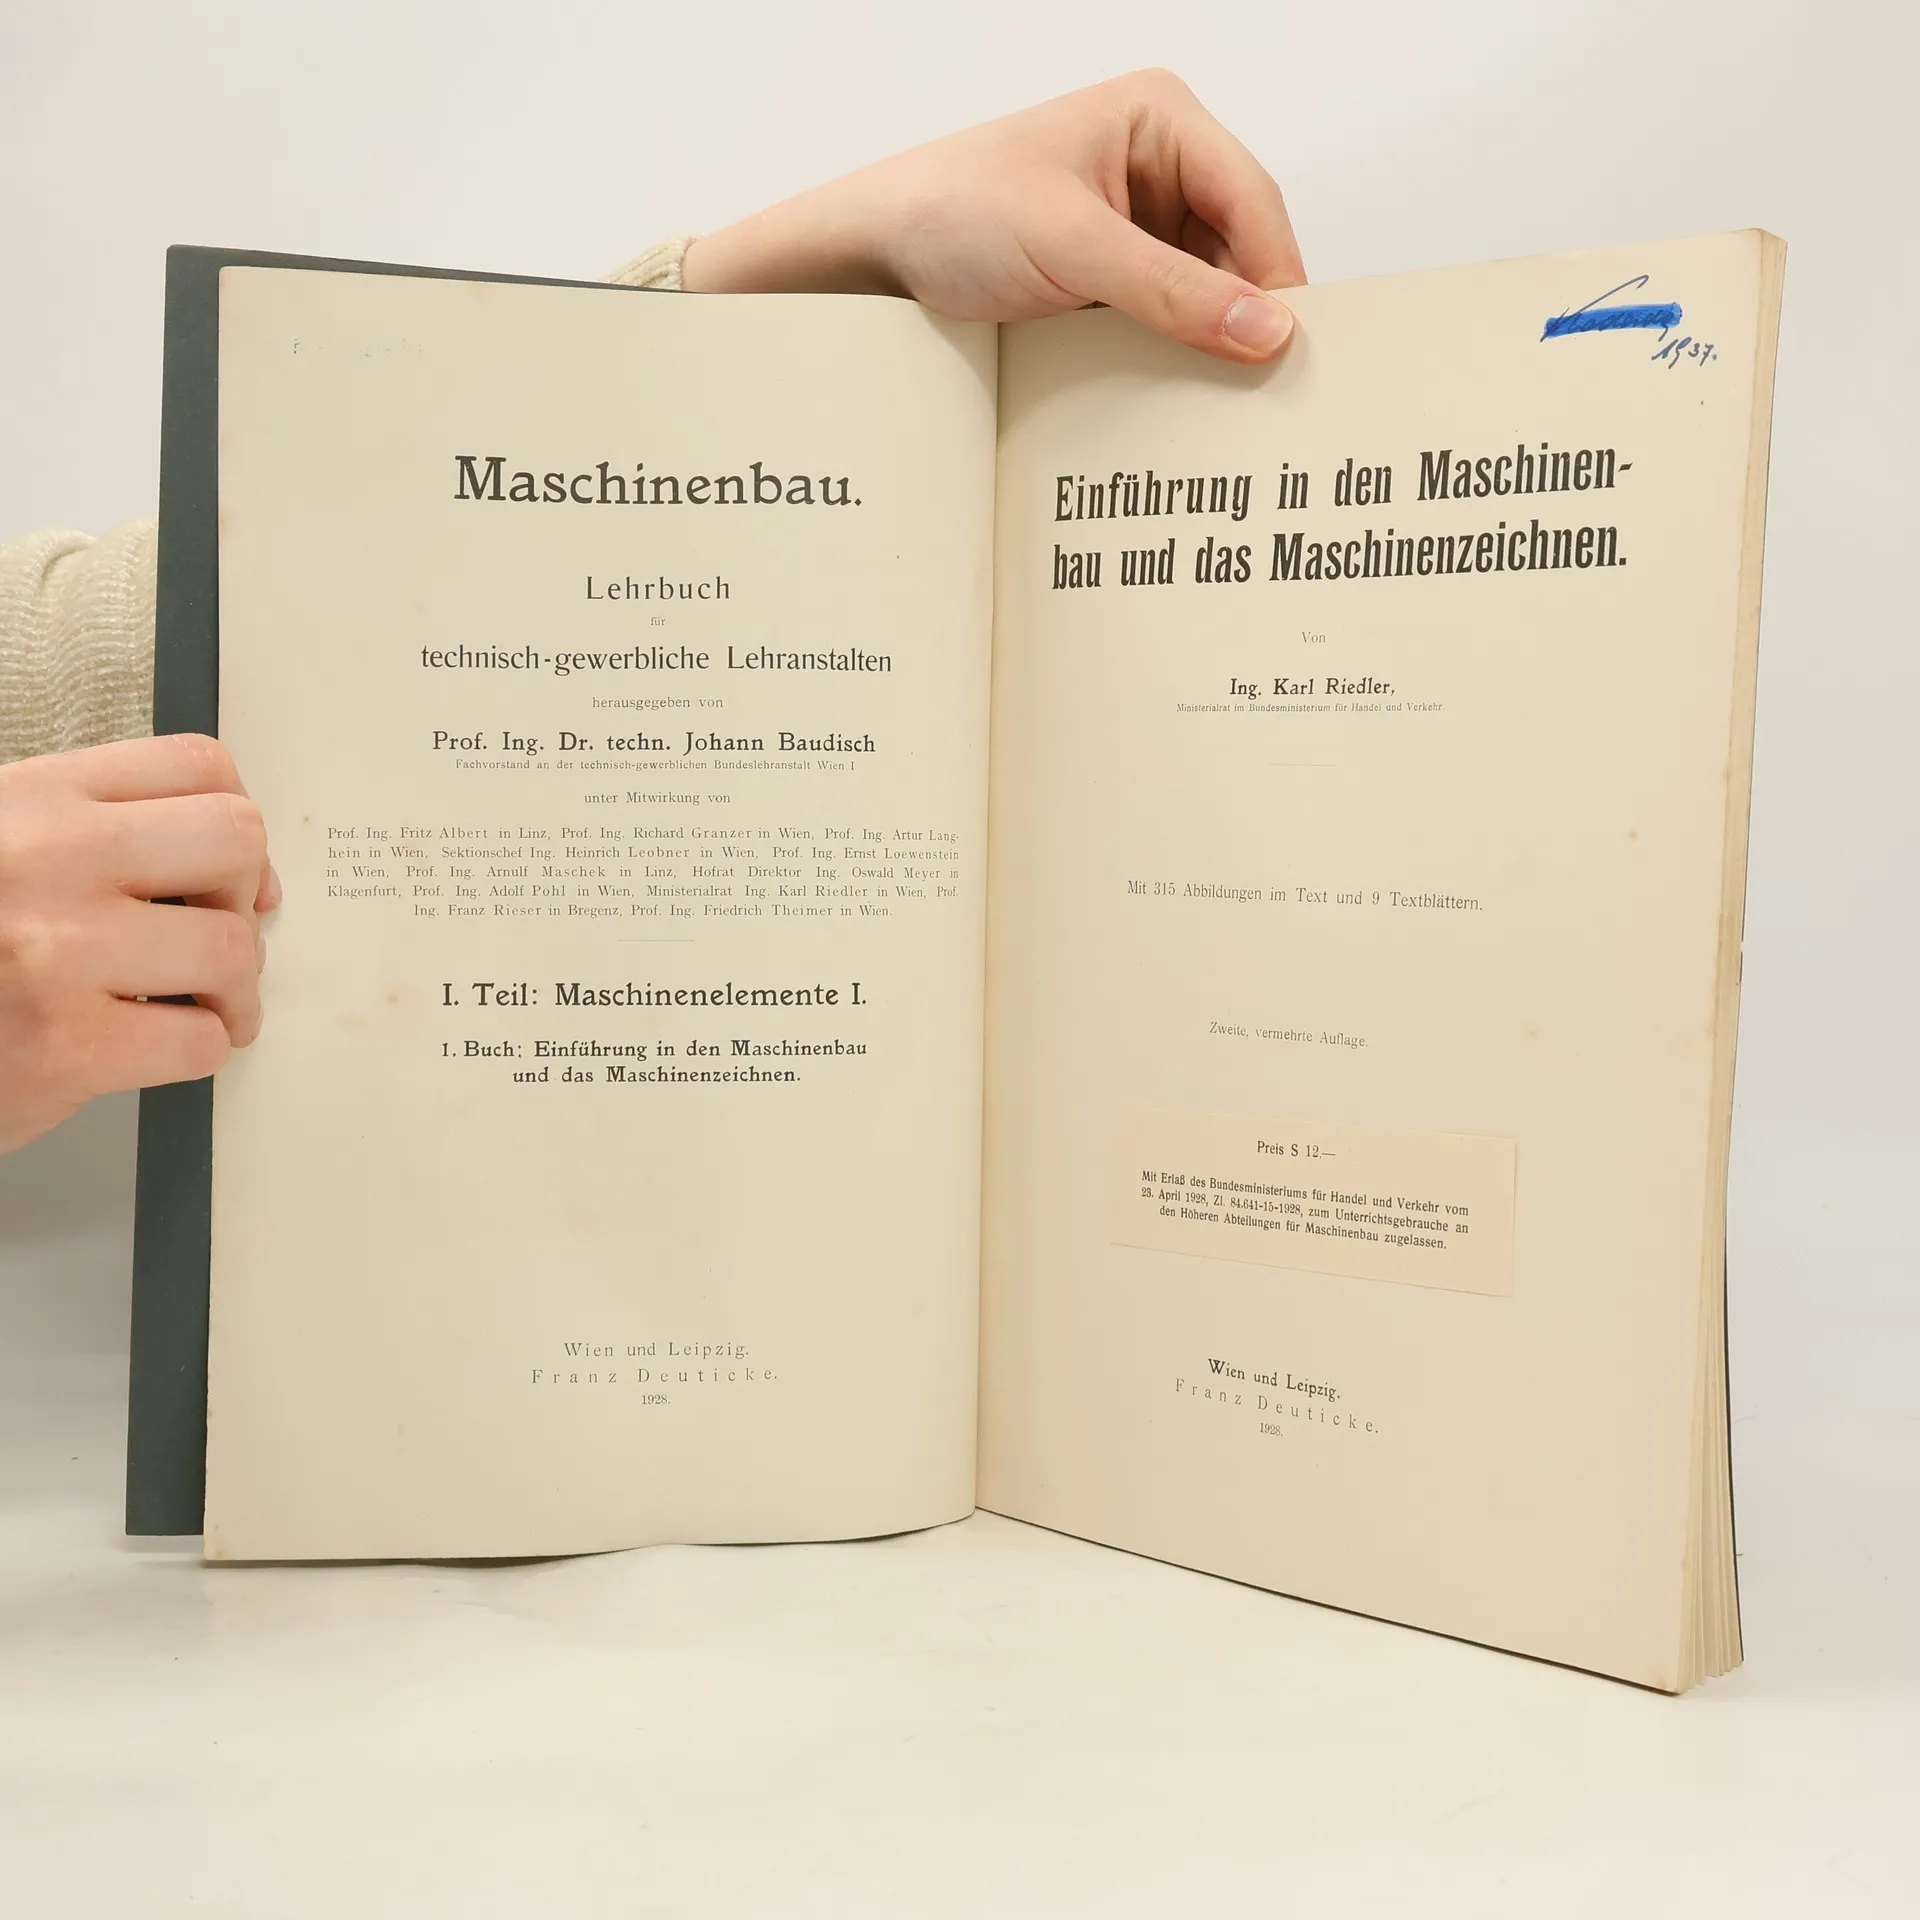 Maschinenbau.
Lehrbuch
für
technisch-gewerbliche Lehranstalten
herausgegeben von
Prof. Ing. Dr. techn. Johann Baudisch
Fachvorstand an der technisch-gewerblichen Bundeslehranstalt Wien I
unter Mitwirkung von
Prof. Ing. Fritz Albert in Linz, Prof. Ing. Richard Granzer in Wien, Prof. Ing. Artur Lang-
hein in Wien, Sektionschef Ing. Heinrich Leobner in Wien, Prof. Ing. Ernst Loewenstein
in Wien, Prof. Ing. Arnulf Maschek in Linz, Hofrat Direktor Ing. Oswald Meyer in
Klagenfurt, Prof. Ing. Adolf Pohl in Wien, Ministerialrat Ing. Karl Riedler in Wien, Prof.
Ing. Franz Rieser in Bregenz, Prof. Ing. Friedrich Theimer in Wien.
I. Teil: Maschinenelemente I.
1. Buch: Einführung in den Maschinenbau
und das Maschinenzeichnen.
Wien und Leipzig.
Franz Deuticke.
1928.
1937.
Einführung in den Maschinen-
bau und das Maschinenzeichnen.
Von
Ing. Karl Riedler,
Ministerialrat im Bundesministerium für Handel und Verkehr.
Mit 315 Abbildungen im Text und 9 Textblättern.
Zweite, vermehrte Auflage.
Preis S 12.—
Mit Erlaß des Bundesministeriums für Handel und Verkehr vom
23. April 1928, Zl. 84.641-15-1928, zum Unterrichtsgebrauche an
den Höheren Abteilungen für Maschinenbau zugelassen.
Wien und Leipzig.
Franz Deuticke.
1928.